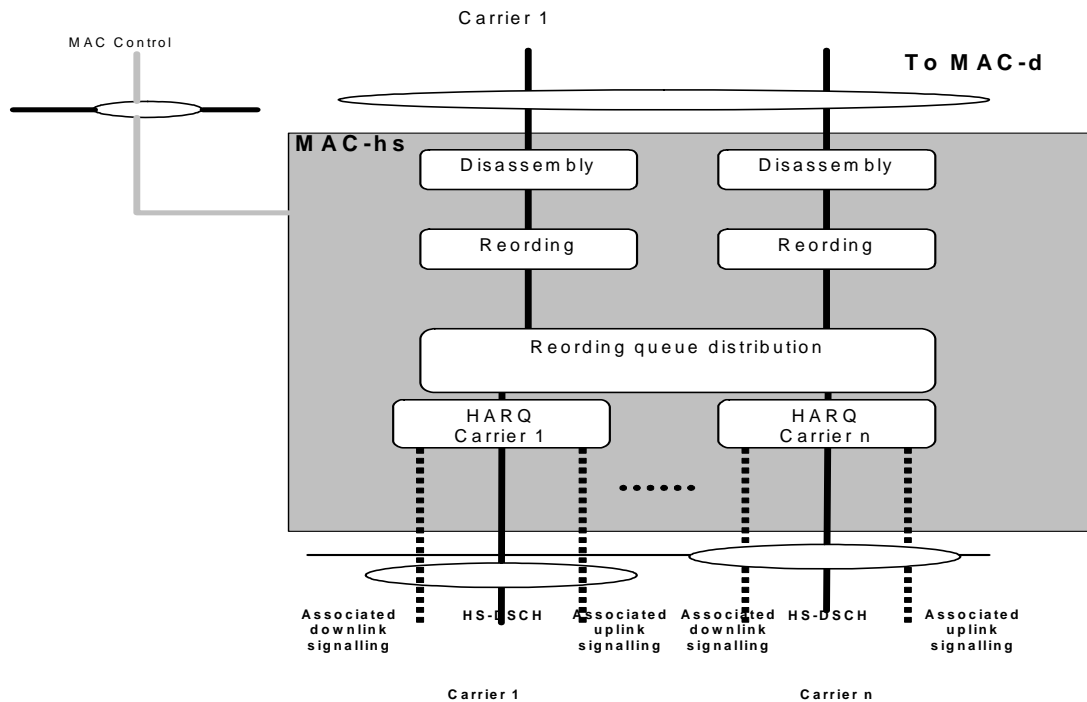 Carrier 1
MAC Control
To MAC-d
MAC-hs
Disassembly
Disassembly
Reording
Reording
Reording queue distribution
HARQ
Carrier 1
HARQ
Carrier n
Associated
downlink
signalling
HS-DSCH
Associated
uplink
signalling
Associated
downlink
signalling
HS-DSCH
Associated
uplink
signalling
Carrier 1
Carrier n